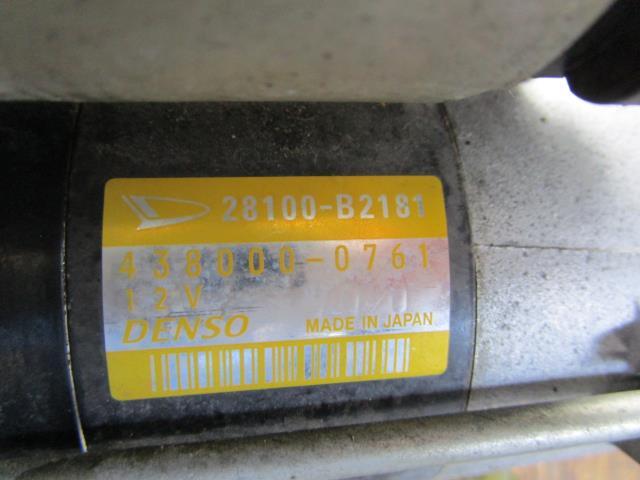 28100-B2181
438000-0761
12V
DENSO MADE IN JAPAN